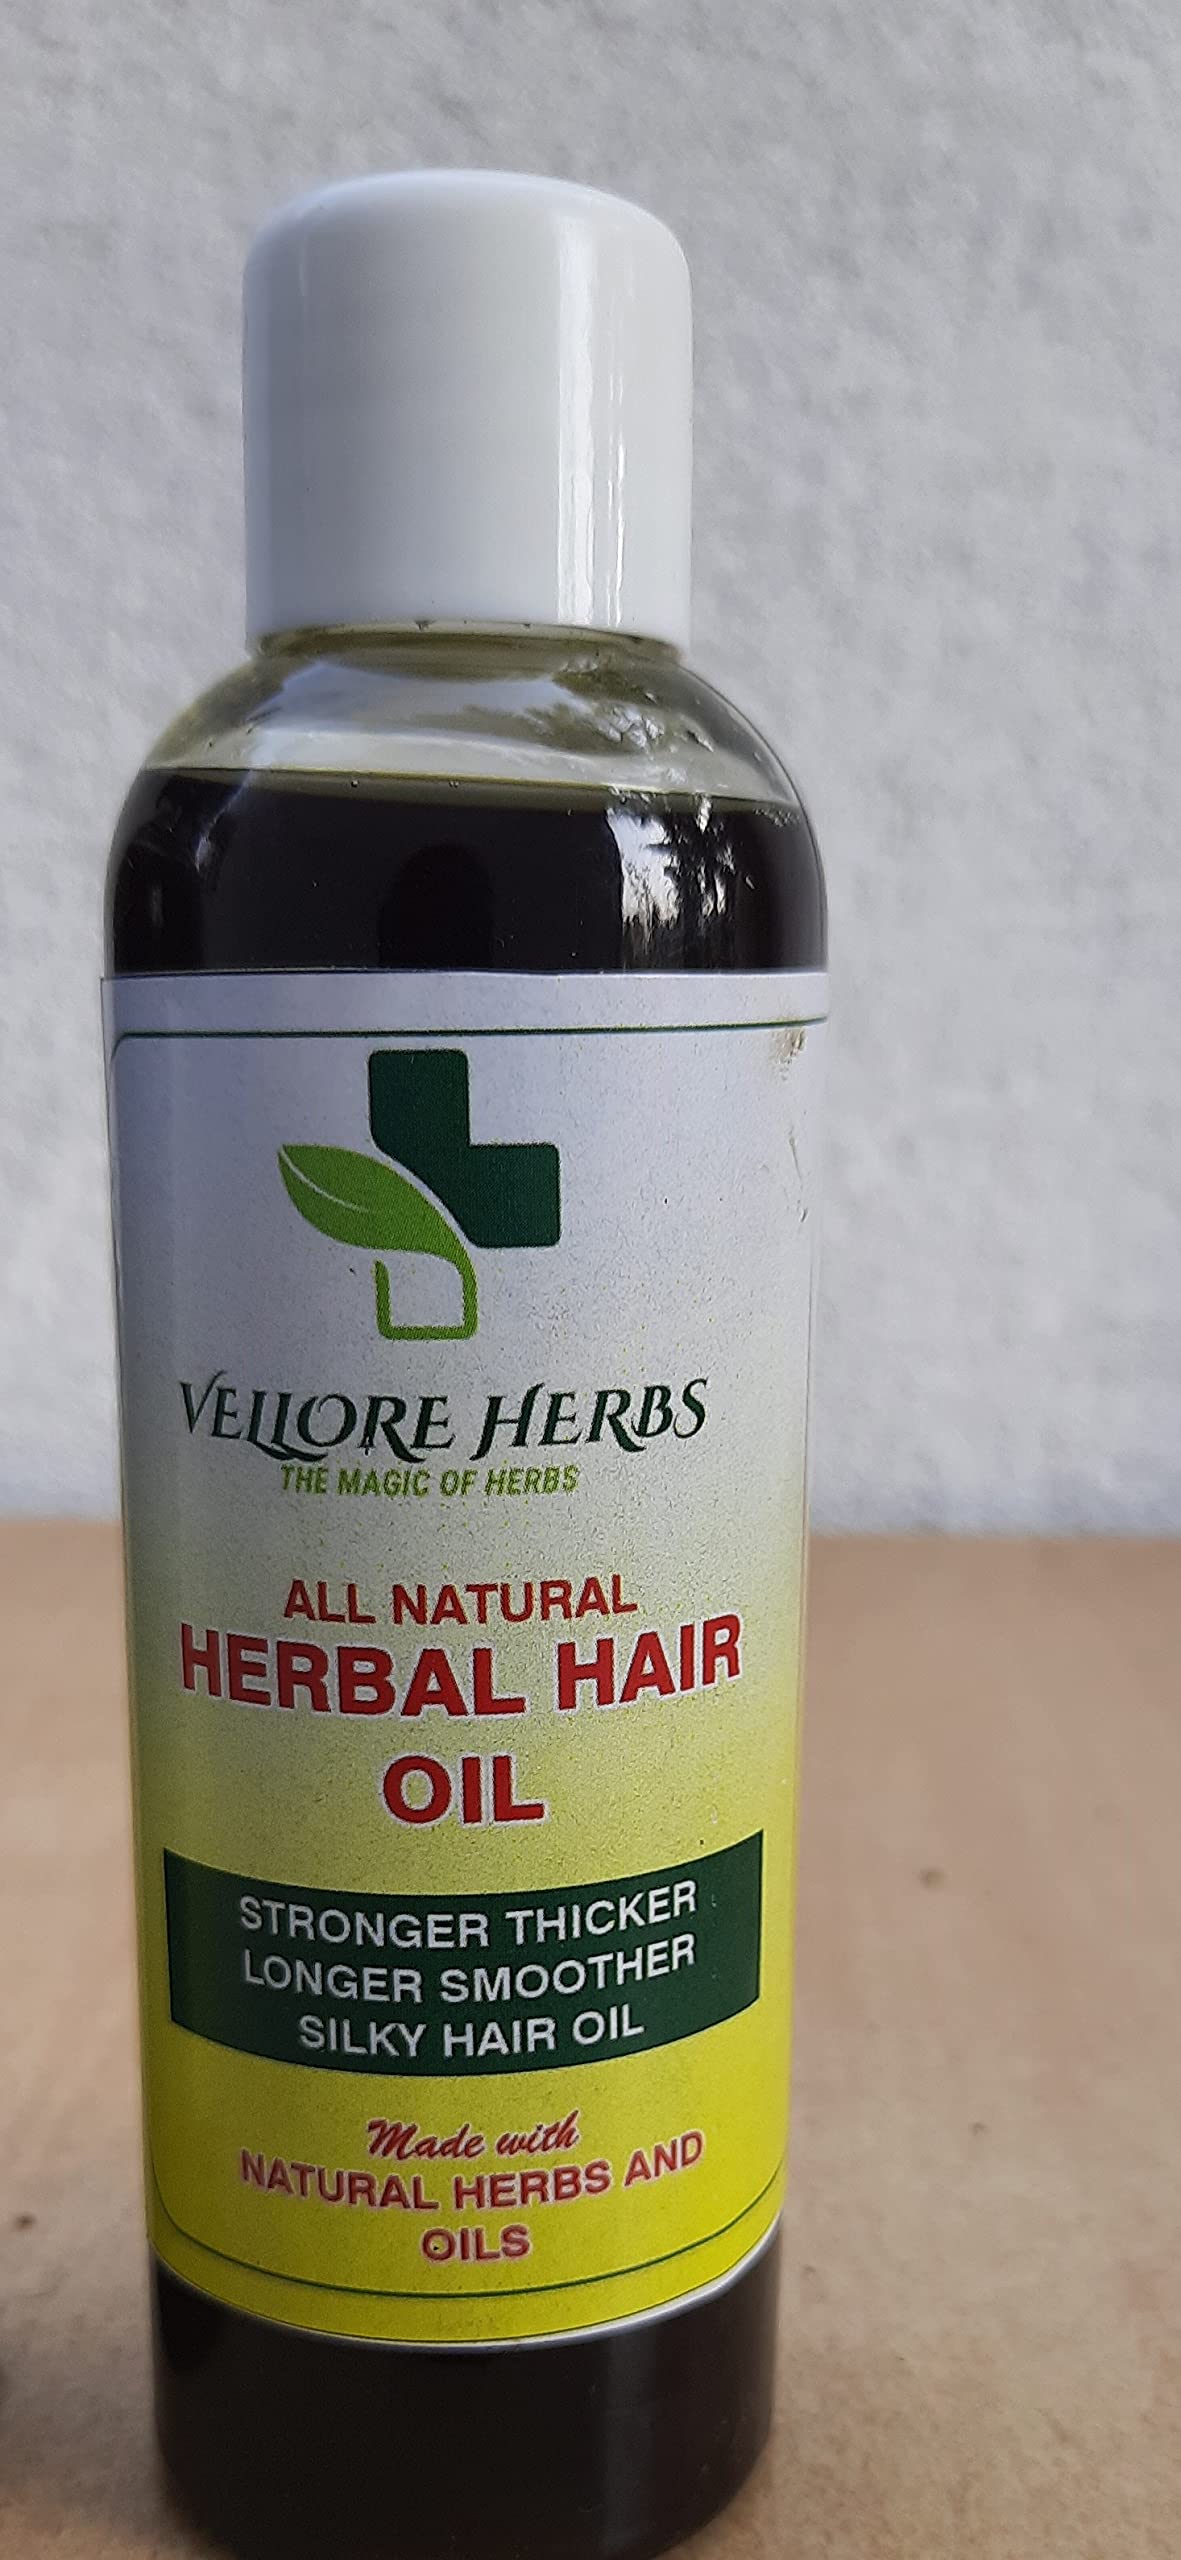 VELLORE HERBS
THE MAGIC OF HERBS
ALL NATURAL
HERBAL HAIR
OIL
STRONGER THICKER
LONGER SMOOTHER
SILKY HAIR OIL
Made with
NATURAL HERBS AND
OILS